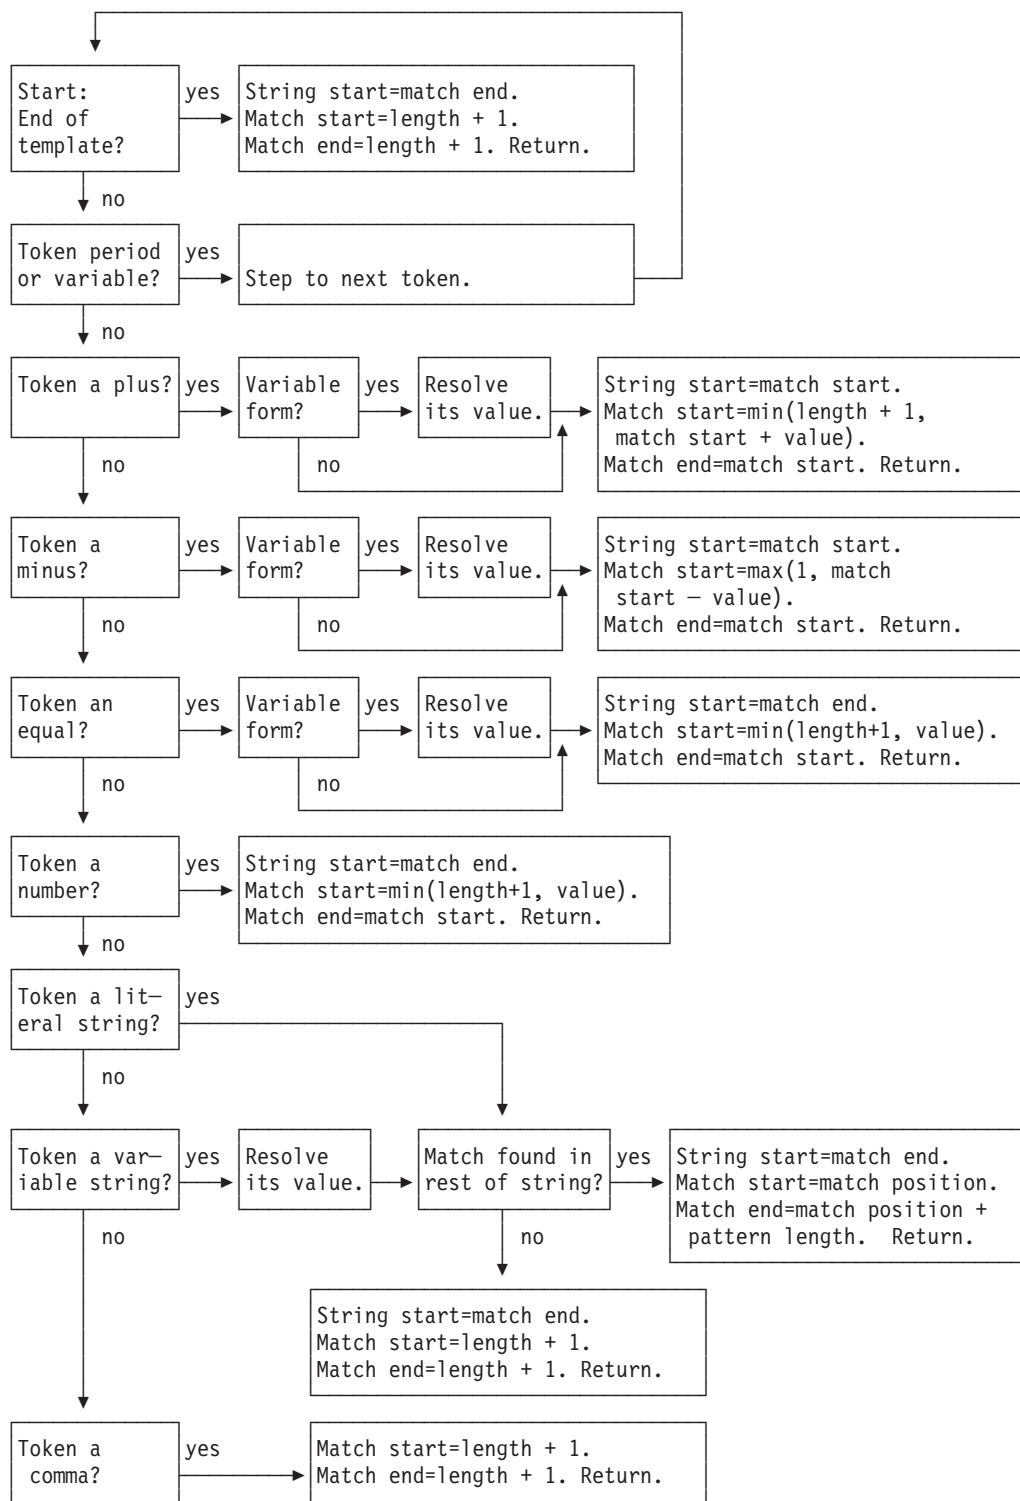 Start:
End of
template?
yes
String start=match end.
Match start=length + 1.
Match end=length + 1. Return.
no
Token period
or variable?
yes
Step to next token.
no
Token a plus?
yes
Variable
form?
yes
Resolve
its value.
String start=match start.
Match start=min(length + 1,
match start + value).
Match end=match start. Return.
no
no
Token a
minus?
yes
Variable
form?
yes
Resolve
its value.
String start=match start.
Match start=max(1, match
start — value).
Match end=match start. Return.
no
no
Token an
equal?
yes
Variable
form?
yes
Resolve
its value.
String start=match end.
Match start=min(length+1, value).
Match end=match start. Return.
no
no
Token a
number?
yes
String start=match end.
Match start=min(length+1, value).
Match end=match start. Return.
no
Token a lit—
eral string?
yes
no
Token a var—
iable string?
yes
Resolve
its value.
Match found in
rest of string?
yes
String start=match end.
Match start=match position.
Match end=match position +
pattern length. Return.
no
no
String start=match end.
Match start=length + 1.
Match end=length + 1. Return.
Token a
comma?
yes
Match start=length + 1.
Match end=length + 1. Return.